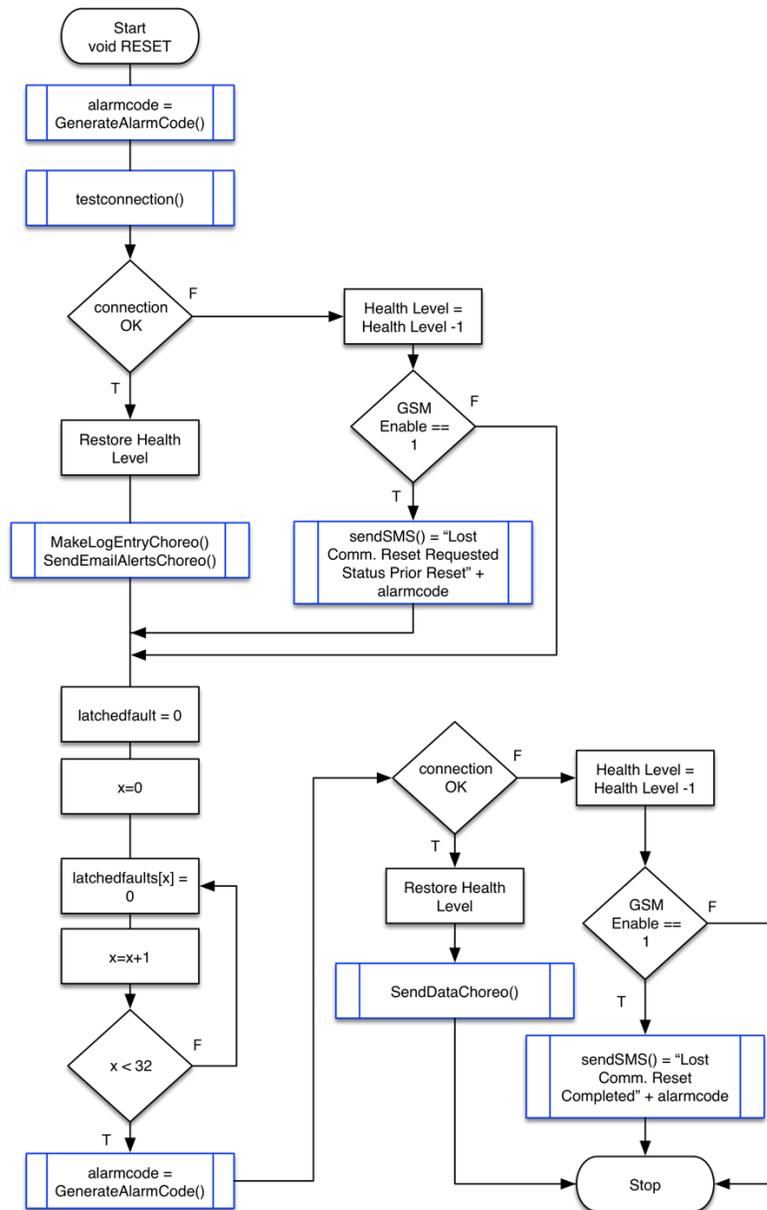 Start
void RESET
alarmcode =
GenerateAlarmCode()
testconnection()
connection
OK
F
T
Health Level =
Health Level -1
GSM
Enable ==
1
F
T
Restore Health
Level
MakeLogEntryChoreo()
SendEmailAlertsChoreo()
sendSMS() = “Lost
Comm. Reset Requested
Status Prior Reset” +
alarmcode
latchedfault = 0
x=0
latchedfaults[x] =
0
x=x+1
x < 32
F
T
alarmcode =
GenerateAlarmCode()
connection
OK
F
T
Health Level =
Health Level -1
Restore Health
Level
GSM
Enable ==
1
F
T
SendDataChoreo()
sendSMS() = “Lost
Comm. Reset
Completed” + alarmcode
Stop